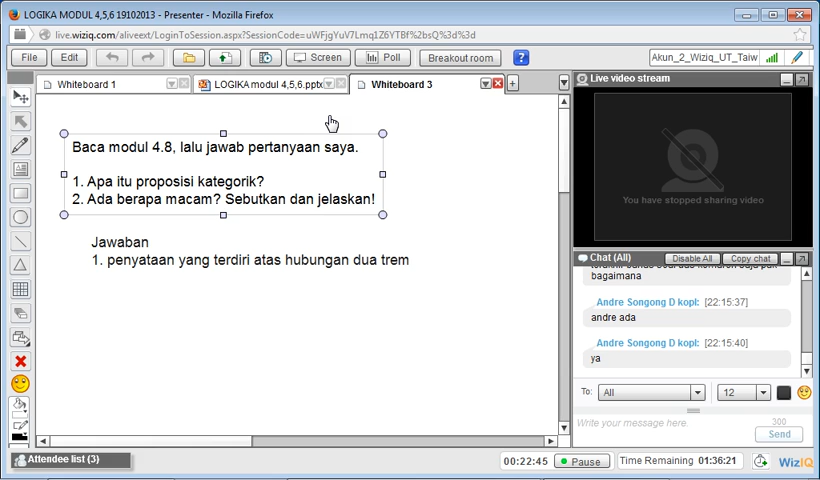 LOGIKA MODUL 4,5,6 19102013 - Presenter - Mozilla Firefox
live.wiziq.com/aliveext/LoginToSession.aspx?SessionCode=uWFjgYuV7Lmq1Z6YTBf%2bsQ%3d%3d
File Edit Screen Poll Breakout room ? Akun_2_Wiziq_UT_Taiw
Whiteboard 1 LOGIKA modul 4,5,6.pptx Whiteboard 3
Live video stream
Baca modul 4.8, lalu jawab pertanyaan saya.
1. Apa itu proposisi kategorik?
2. Ada berapa macam? Sebutkan dan jelaskan!
Jawaban
1. penyataan yang terdiri atas hubungan dua trem
You have stopped sharing video
Chat (All) Disable All Copy chat
bagaimana
Andre Songong D kopl: [22:15:37]
andre ada
Andre Songong D kopl: [22:15:40]
ya
To: All 12
Write your message here. 300
Send
Attendee list (3) 00:22:45 Pause Time Remaining 01:36:21 WizIQ